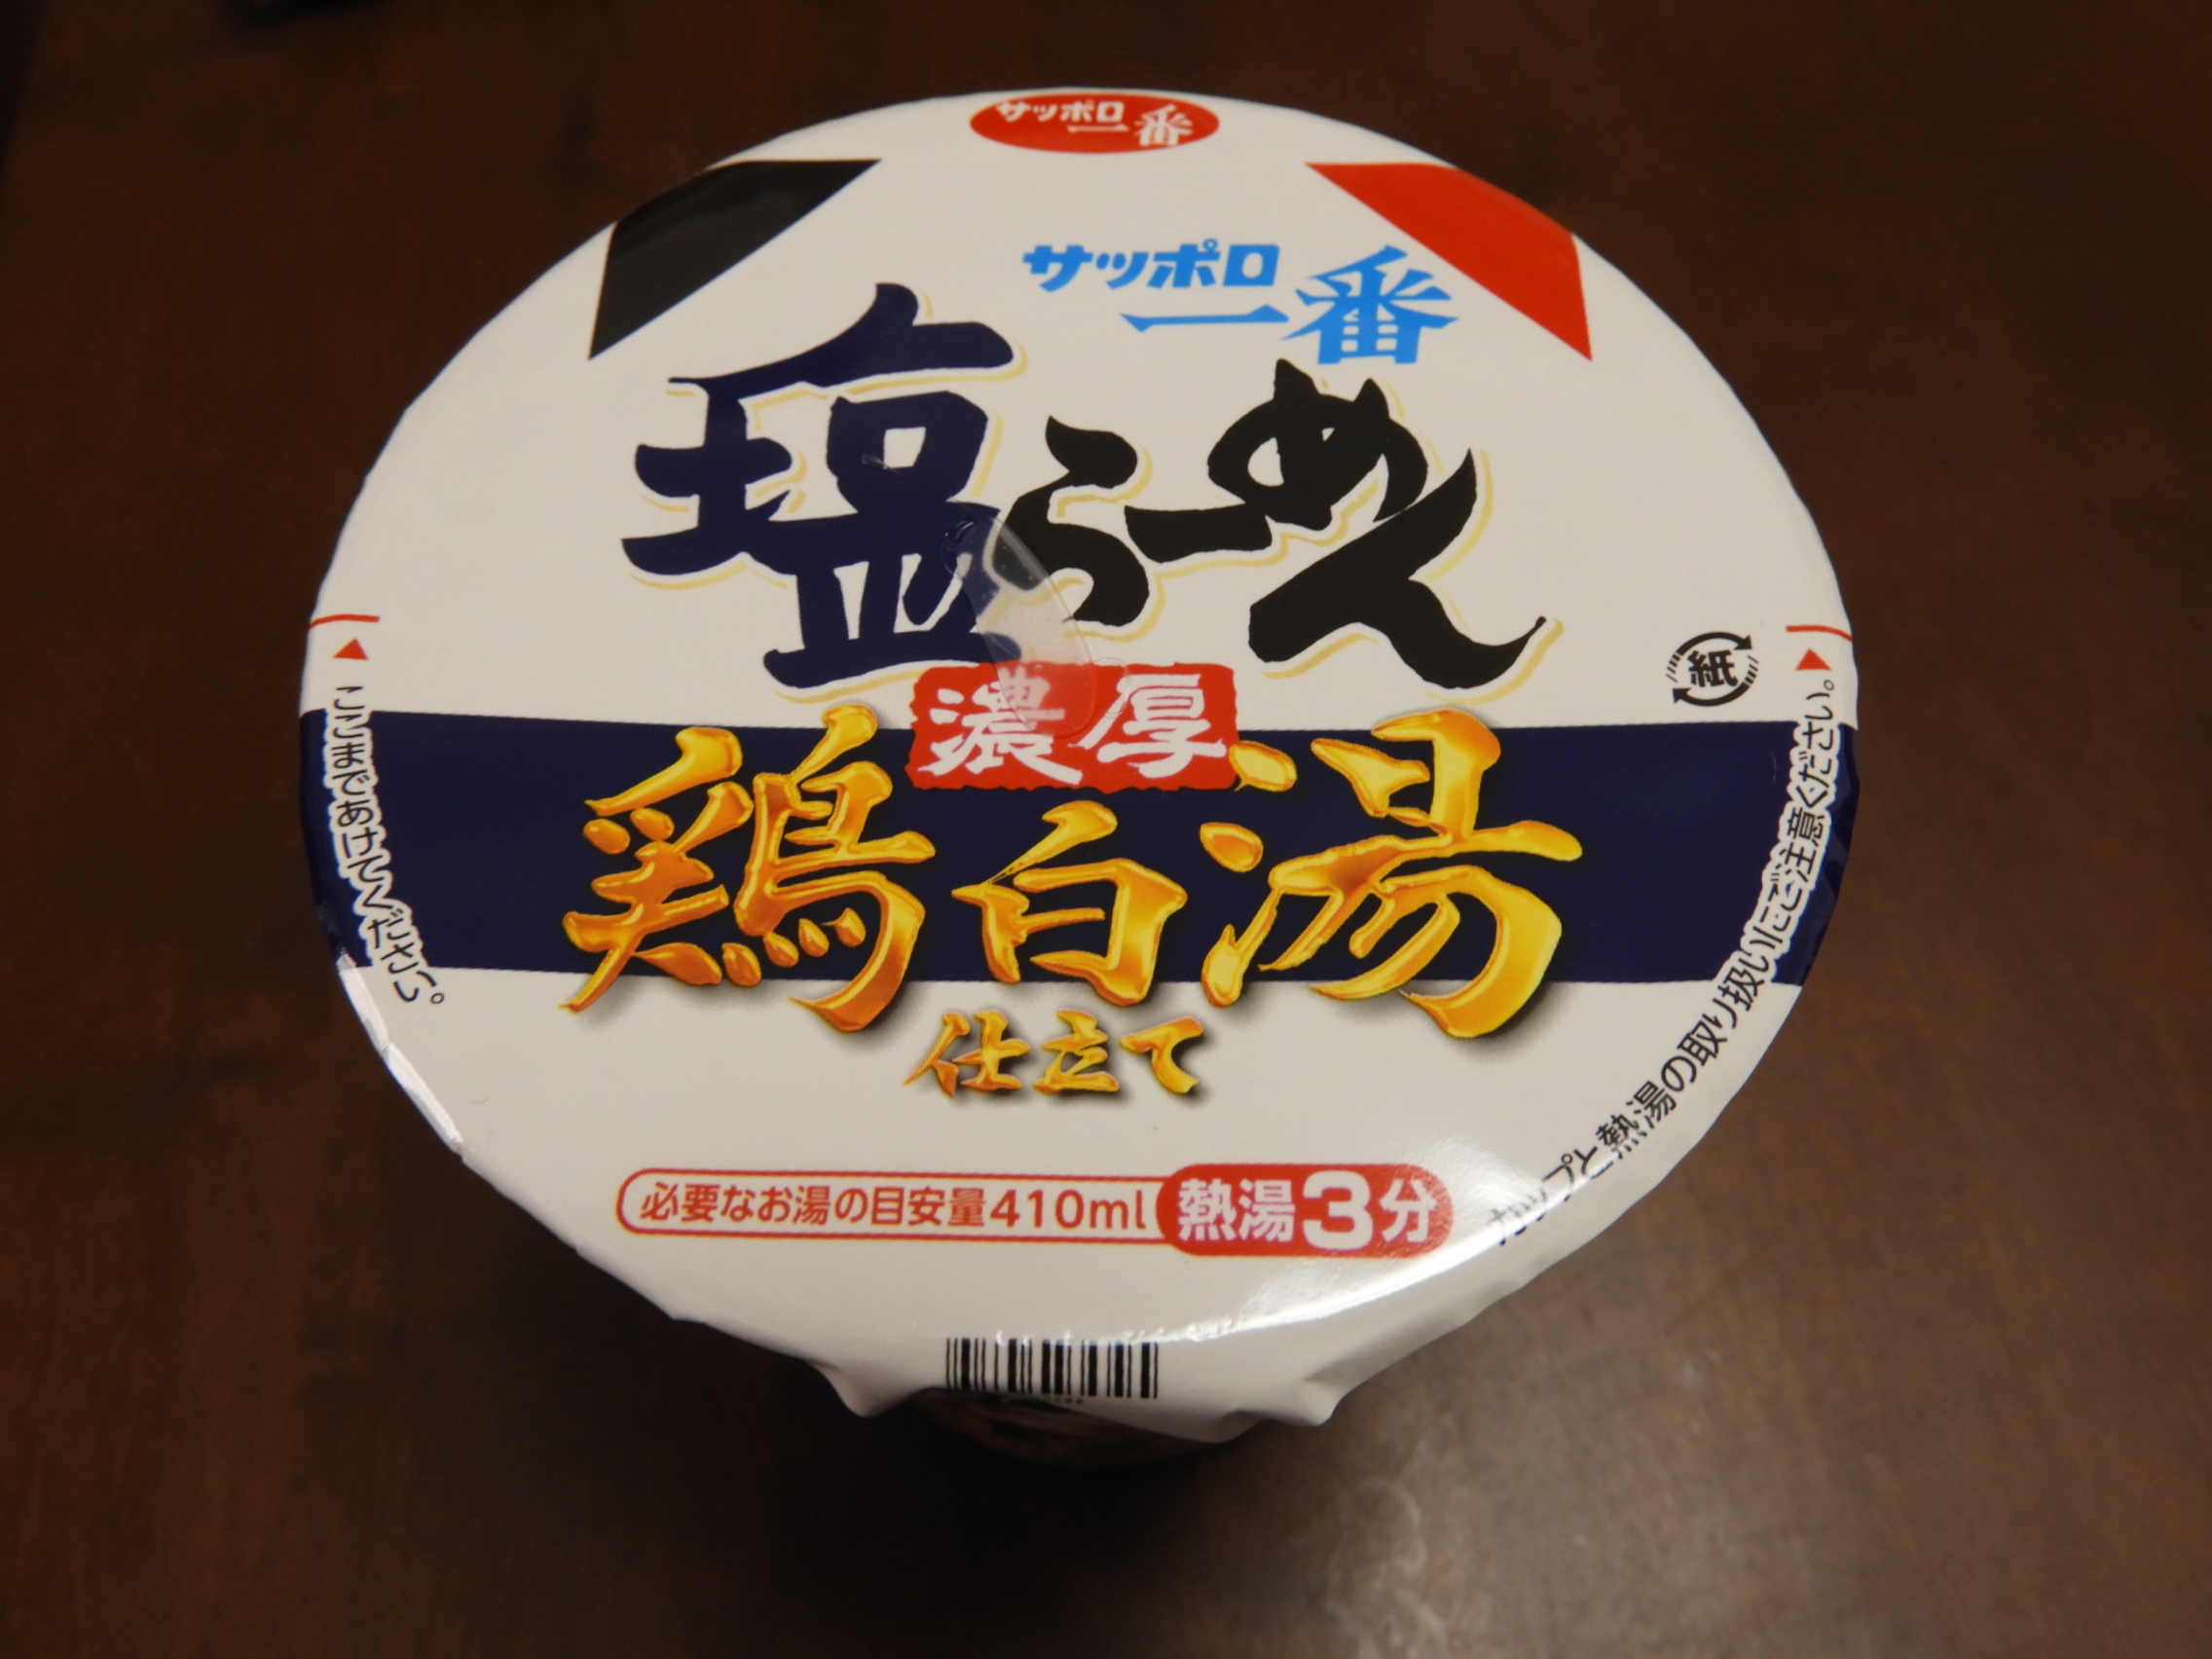 サッポロ一番
サッポロ一番
塩らーめん
濃厚
鶏白湯
仕立て
紙
ここまであけてください。
カップと熱湯の取り扱いにご注意ください。
必要なお湯の目安量410ml 熱湯3分